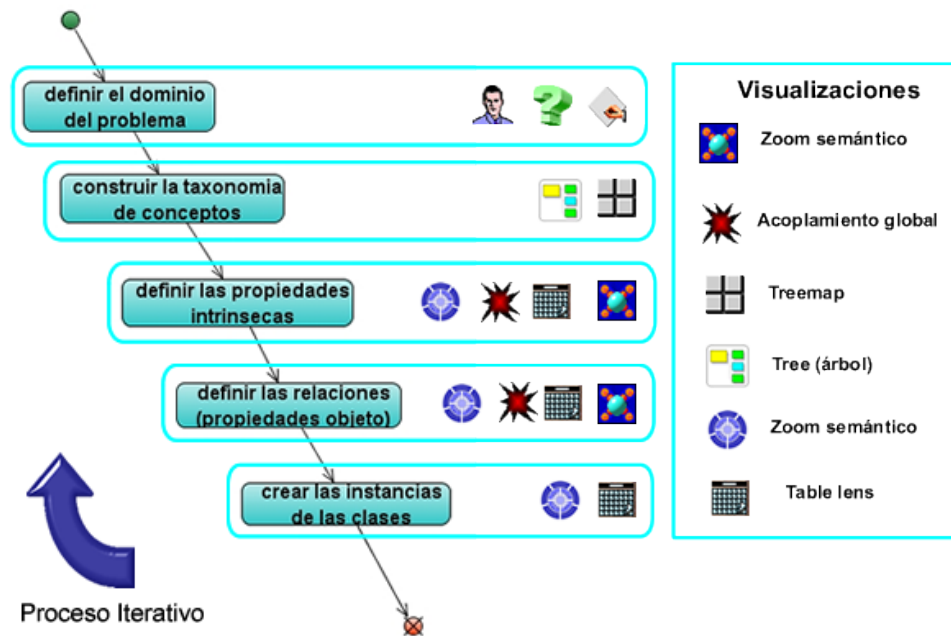 definir el dominio
del problema
construir la taxonomia
de conceptos
definir las propiedades
intrinsecas
definir las relaciones
(propiedades objeto)
crear las instancias
de las clases
Proceso Iterativo
Visualizaciones
Zoom semántico
Acoplamiento global
Treemap
Tree (árbol)
Zoom semántico
Table lens